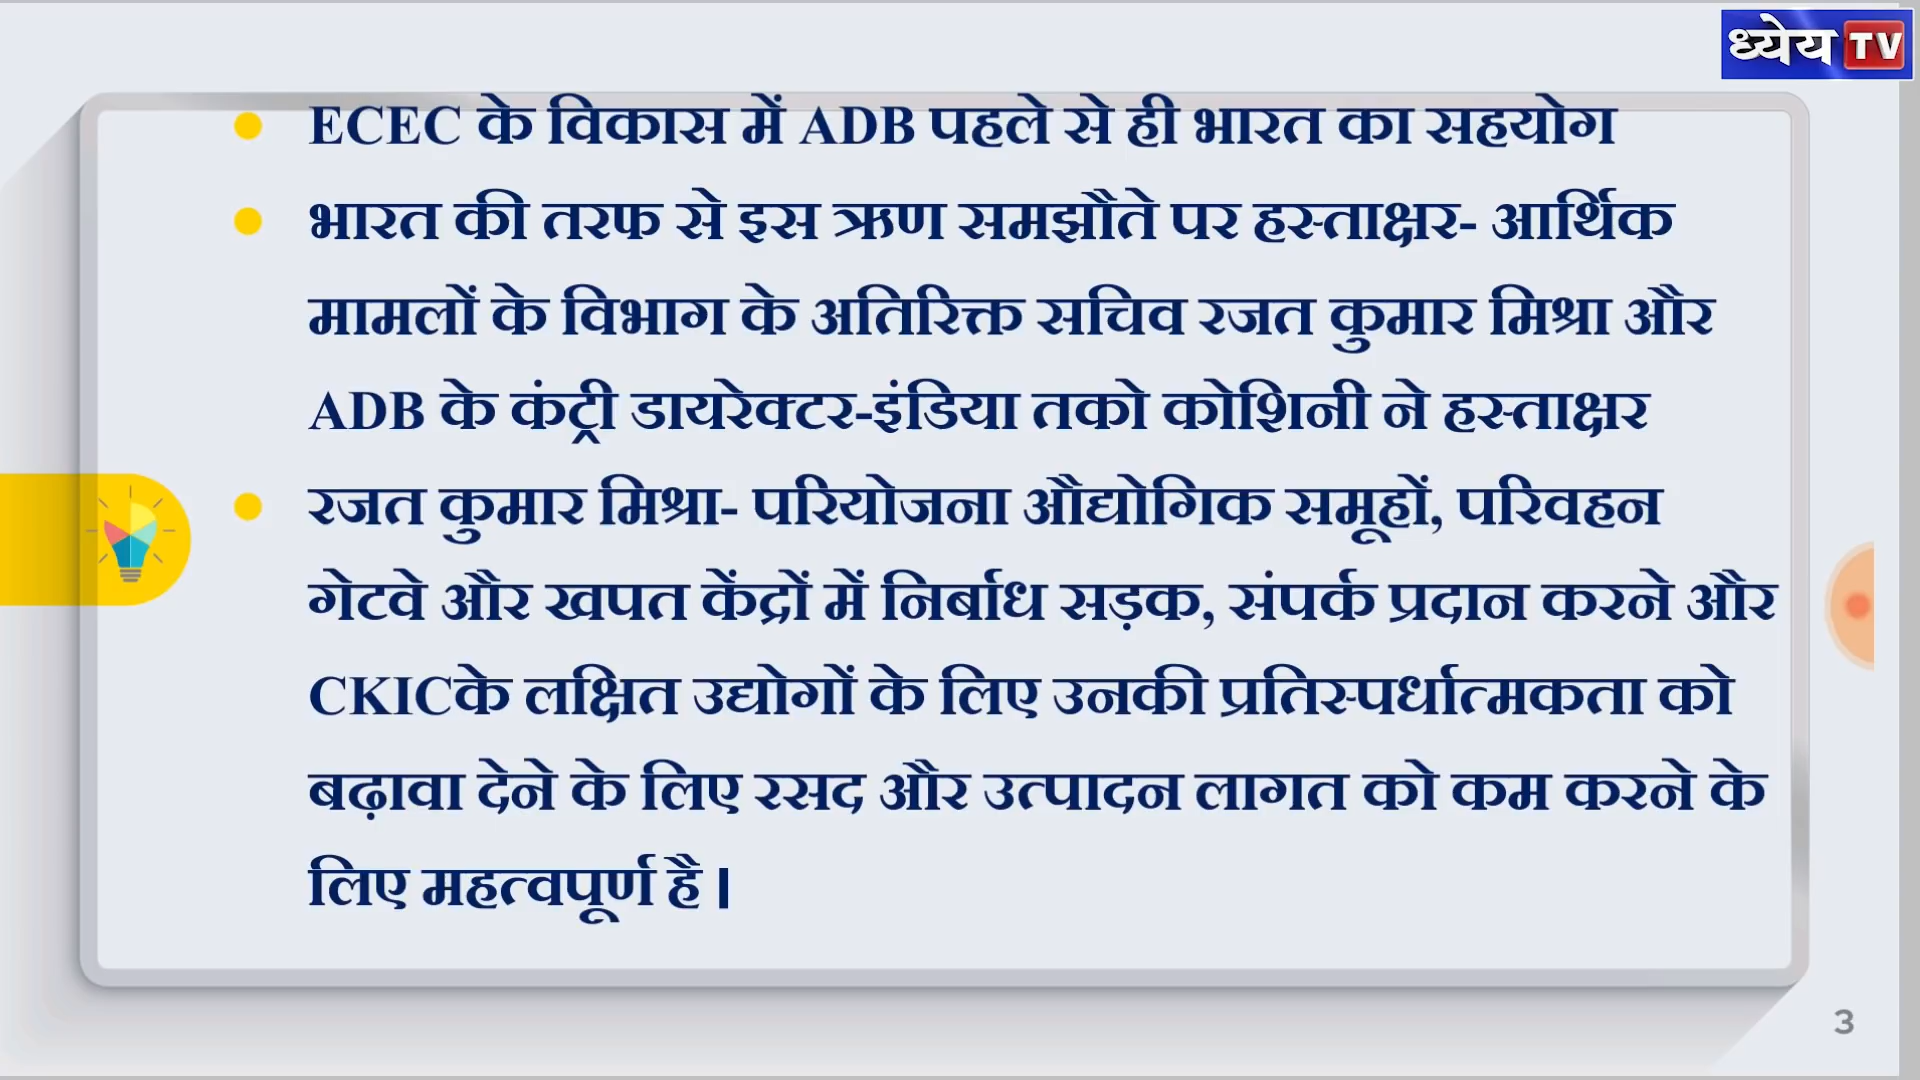 ध्येय TV
ECEC के विकास में ADB पहले से ही भारत का सहयोग
भारत की तरफ से इस ऋण समझौते पर हस्ताक्षर- आर्थिक
मामलों के विभाग के अतिरिक्त सचिव रजत कुमार मिश्रा और
ADB के कंट्री डायरेक्टर-इंडिया तको कोशिनी ने हस्ताक्षर
रजत कुमार मिश्रा- परियोजना औद्योगिक समूहों, परिवहन
गेटवे और खपत केंद्रों में निर्बाध सड़क, संपर्क प्रदान करने और
CKICके लक्षित उद्योगों के लिए उनकी प्रतिस्पर्धात्मकता को
बढ़ावा देने के लिए रसद और उत्पादन लागत को कम करने के
लिए महत्वपूर्ण है।
3